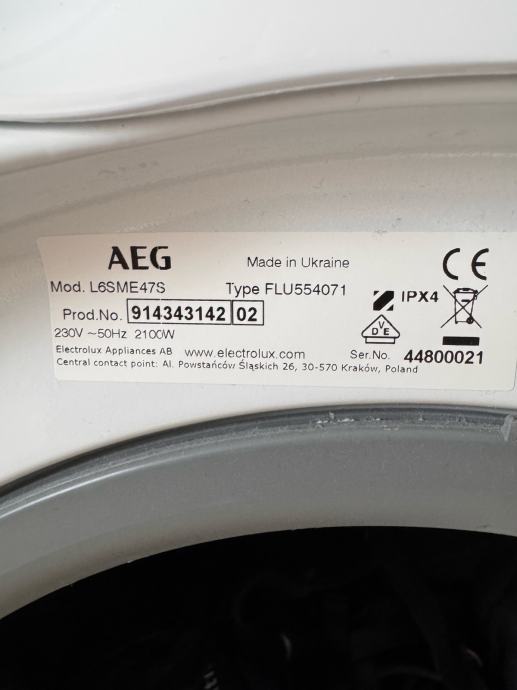 AEG
Made in Ukraine
CE
Mod. L6SME47S
Type FLU554071
IPX4
Prod.No. 914343142 02
230V ~50Hz 2100W
VDE
Electrolux Appliances AB www.electrolux.com
Ser.No. 44800021
Central contact point: Al. Powstańców Śląskich 26, 30-570 Kraków, Poland